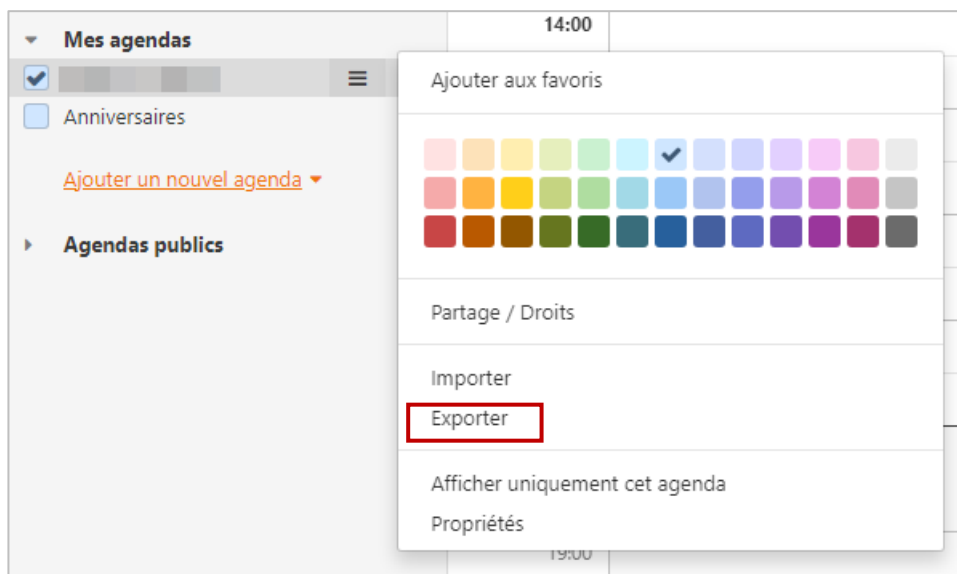 14:00
Mes agendas
Anniversaires
Ajouter un nouvel agenda
Agendas publics
Ajouter aux favoris
Partage / Droits
Importer
Exporter
Afficher uniquement cet agenda
Propriétés
19:00